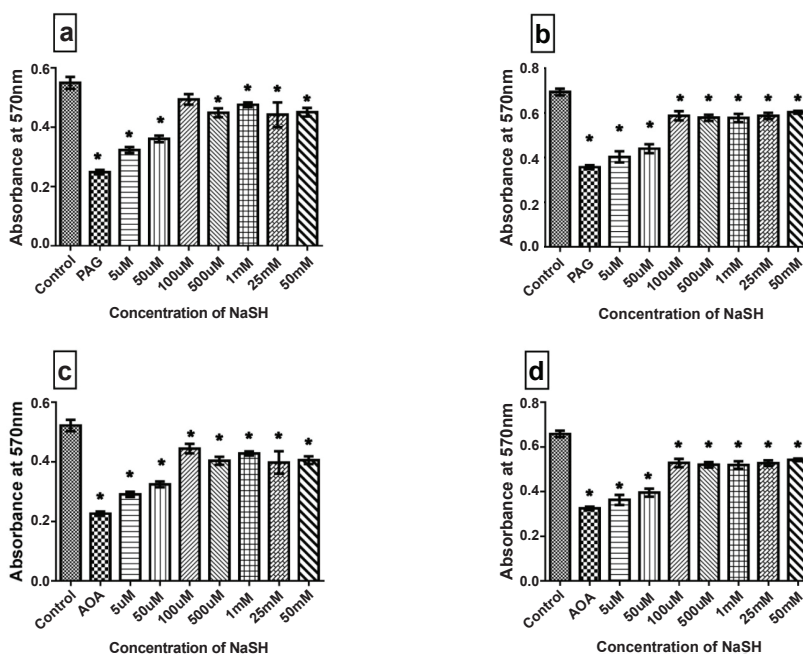 a
Absorbance at 570nm
0.6
0.4
0.2
0.0
* * * * * * *
Control PAG 5uM 50uM 100uM 500uM 1mM 25mM 50mM
Concentration of NaSH
b
Absorbance at 570nm
0.8
0.6
0.4
0.2
0.0
* * * * * * * *
Control PAG 5uM 50uM 100uM 500uM 1mM 25mM 50mM
Concentration of NaSH
c
Absorbance at 570nm
0.6
0.4
0.2
0.0
* * * * * * * *
Control AOA 5uM 50uM 100uM 500uM 1mM 25mM 50mM
Concentration of NaSH
d
Absorbance at 570nm
0.8
0.6
0.4
0.2
0.0
* * * * * * * *
Control AOA 5uM 50uM 100uM 500uM 1mM 25mM 50mM
Concentration of NaSH